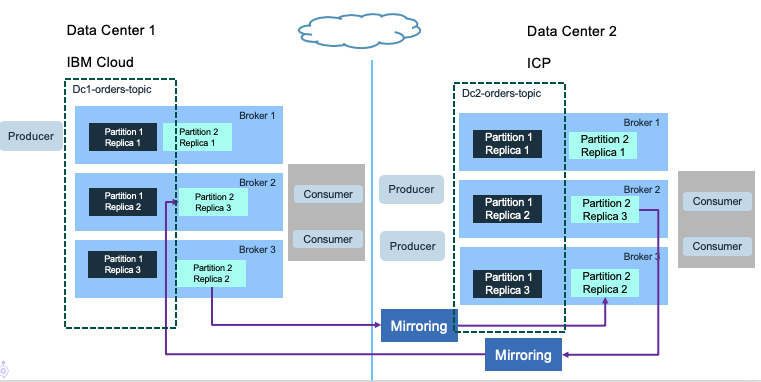 Data Center 1
Data Center 2
IBM Cloud
ICP
Dc1-orders-topic
Dc2-orders-topic
Producer
Broker 1
Partition 1
Replica 1
Partition 2
Replica 1
Broker 2
Partition 1
Replica 2
Partition 2
Replica 3
Broker 3
Partition 1
Replica 3
Partition 2
Replica 2
Consumer
Consumer
Producer
Producer
Broker 1
Partition 1
Replica 1
Partition 2
Replica 1
Broker 2
Partition 1
Replica 2
Partition 2
Replica 3
Broker 3
Partition 1
Replica 3
Partition 2
Replica 2
Consumer
Consumer
Mirroring
Mirroring